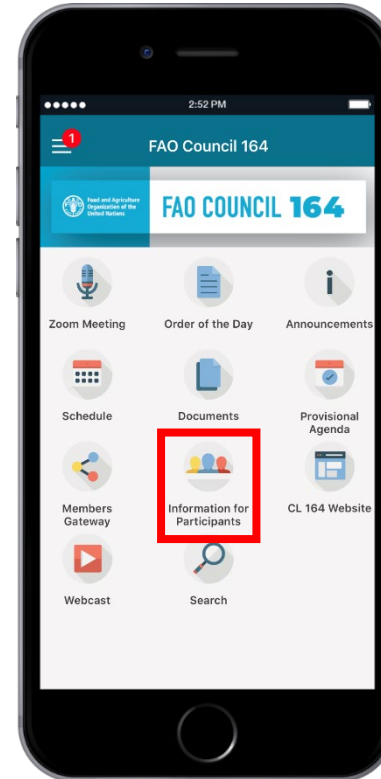 2:52 PM
1
FAO Council 164
Food and Agriculture
Organization of the
United Nations
FAO COUNCIL 164
Zoom Meeting
Order of the Day
Announcements
Schedule
Documents
Provisional
Agenda
Members
Gateway
Information for
Participants
CL 164 Website
Webcast
Search